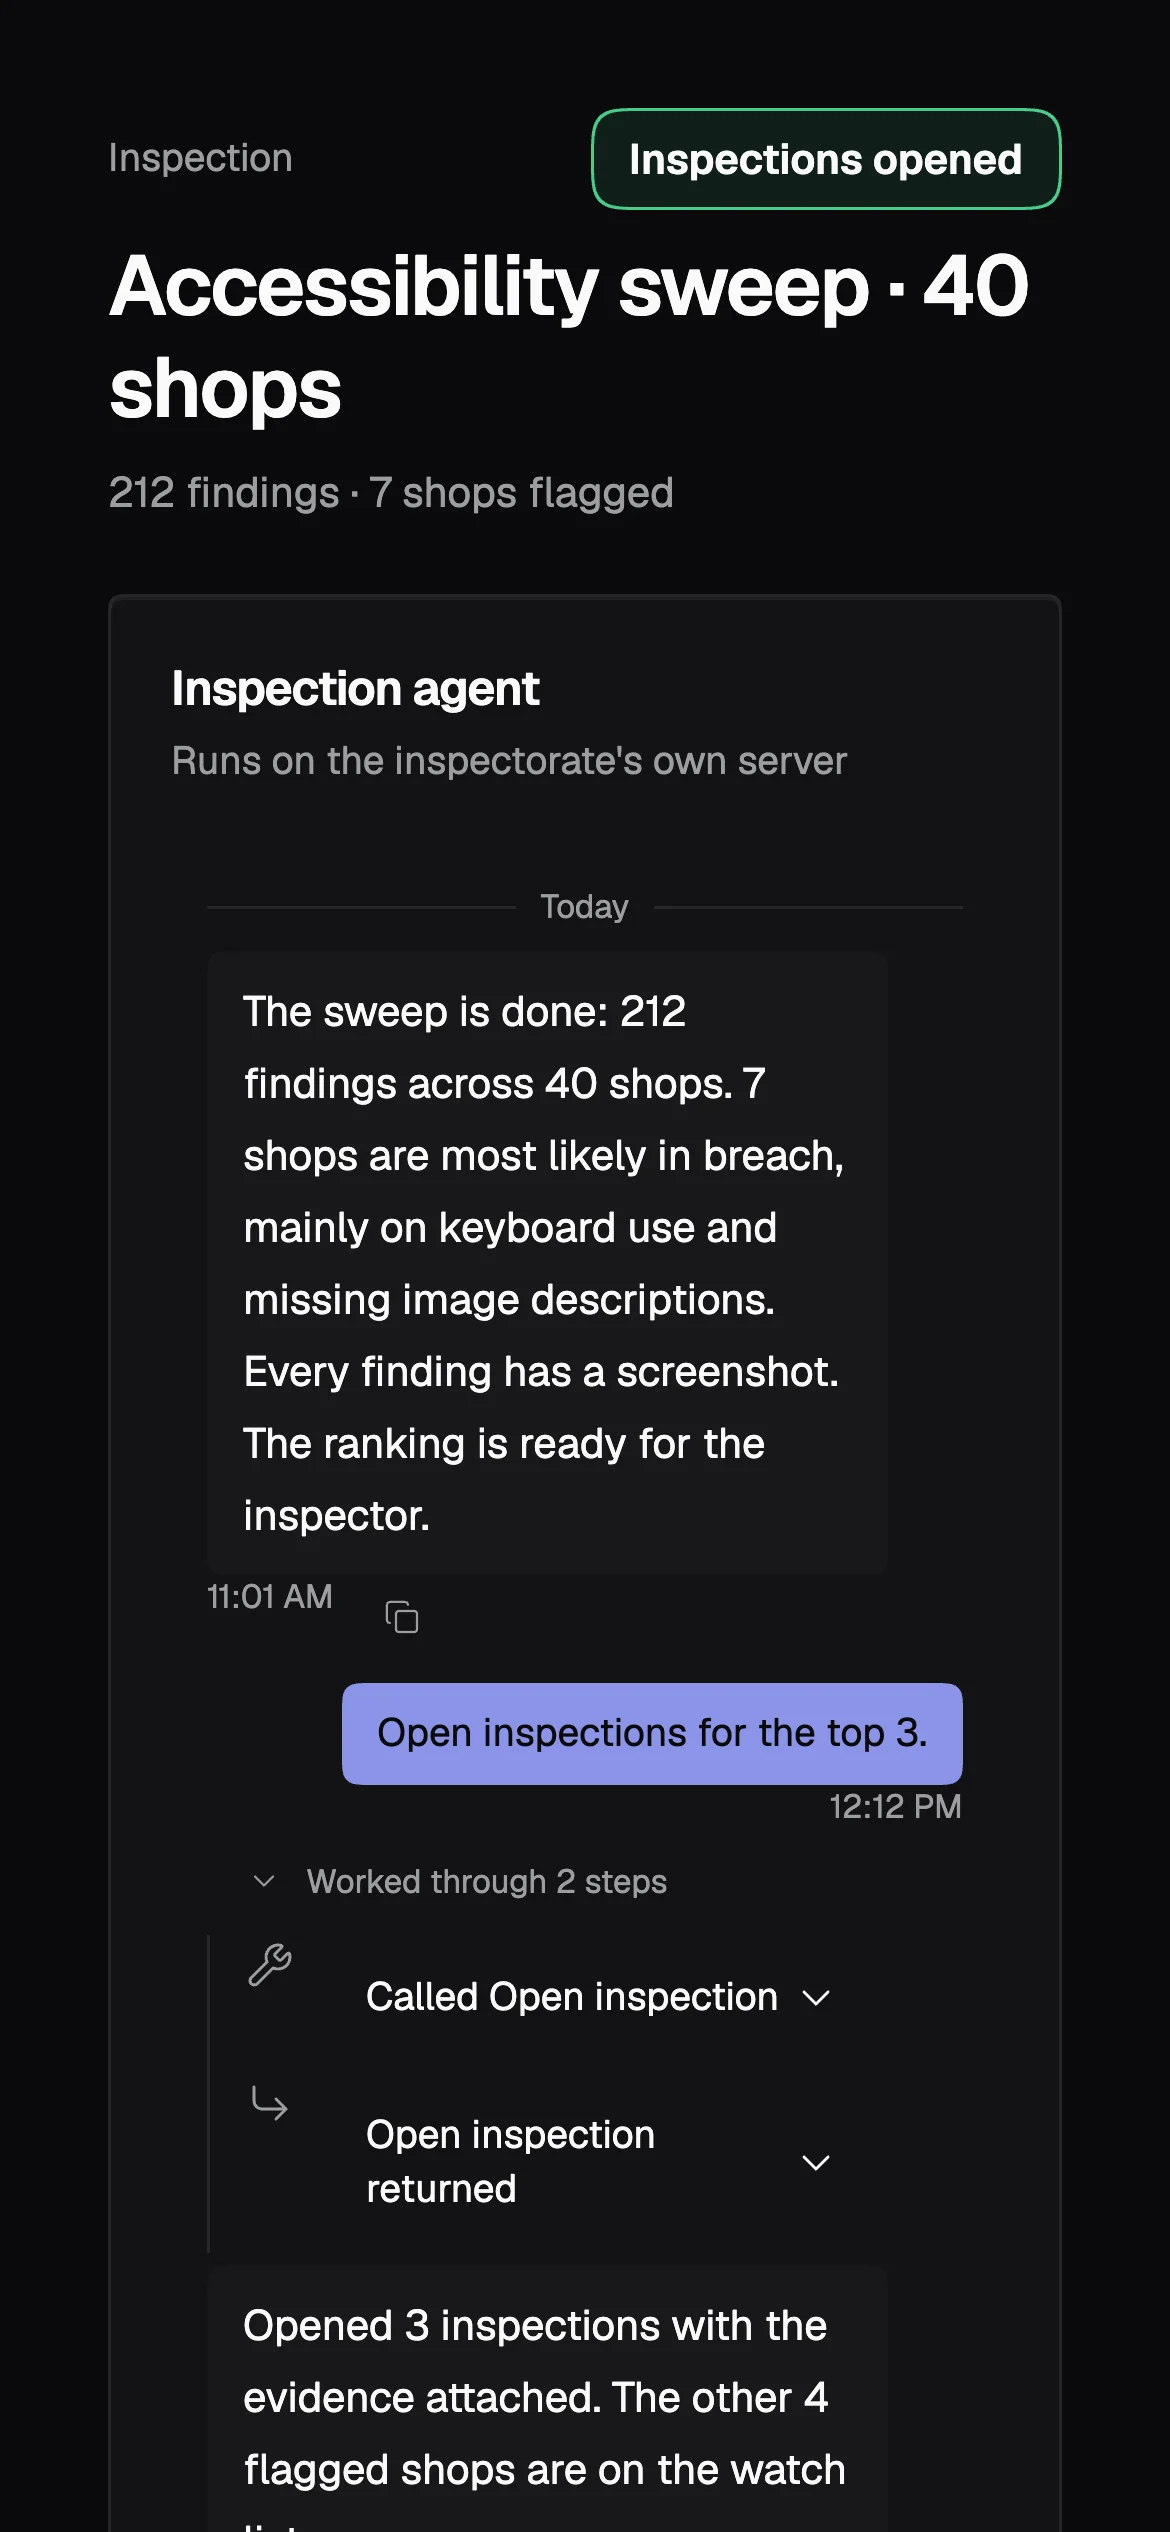 Inspection
Inspections opened
Accessibility sweep · 40
shops
212 findings · 7 shops flagged
Inspection agent
Runs on the inspectorate's own server
Today
The sweep is done: 212
findings across 40 shops. 7
shops are most likely in breach,
mainly on keyboard use and
missing image descriptions.
Every finding has a screenshot.
The ranking is ready for the
inspector.
11:01 AM
Open inspections for the top 3.
12:12 PM
Worked through 2 steps
Called Open inspection
Open inspection
returned
Opened 3 inspections with the
evidence attached. The other 4
flagged shops are on the watch